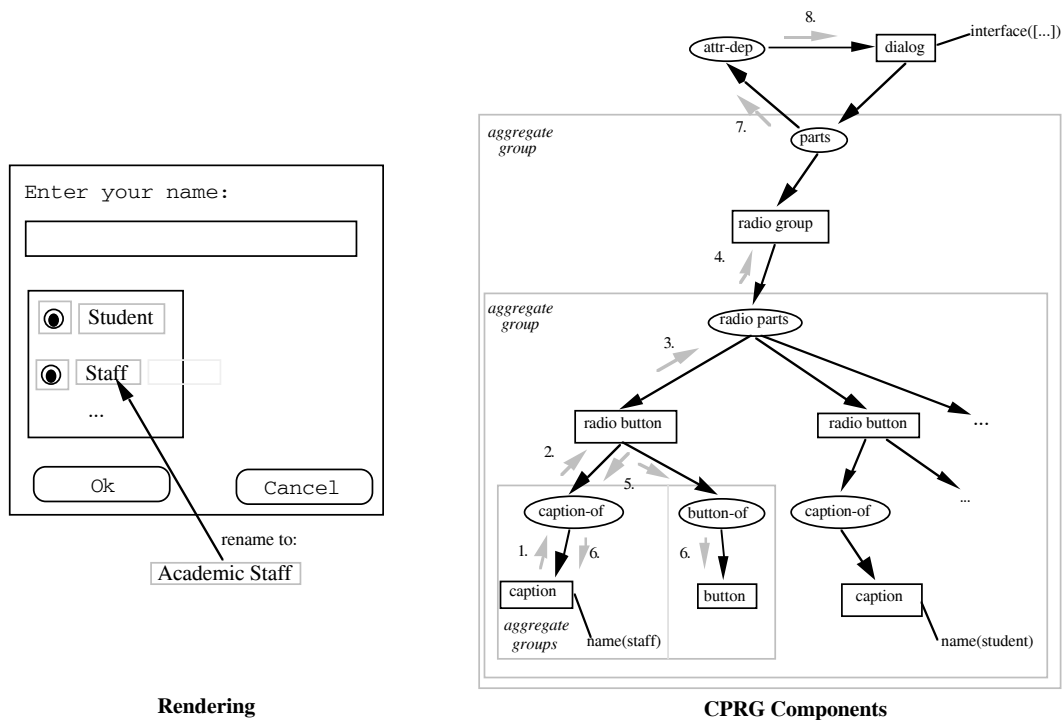 Enter your name:
Student
Staff
...
Ok
Cancel
rename to:
Academic Staff
Rendering
8.
attr-dep
dialog
interface([...])
7.
aggregate
group
parts
radio group
4.
aggregate
group
radio parts
3.
radio button
radio button
...
2.
5.
...
caption-of
button-of
caption-of
1.
6.
6.
caption
button
caption
aggregate
groups
name(staff)
name(student)
CPRG Components